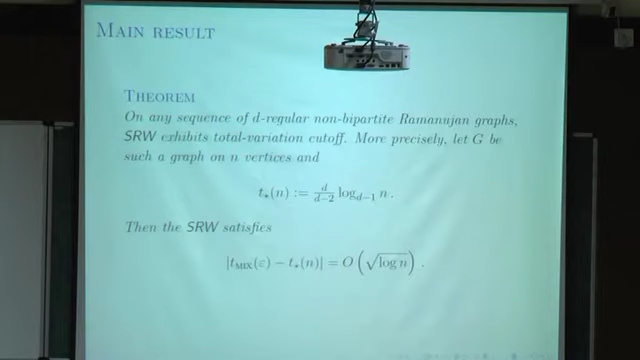 MAIN RESULT
THEOREM
On any sequence of d-regular non-bipartite Ramanujan graphs,
SRW exhibits total-variation cutoff. More precisely, let G be
such a graph on n vertices and
t⋆(n) := d/(d−2) log_{d−1} n .
Then the SRW satisfies
|t_MIX(ε) − t⋆(n)| = O(√(log n)) .